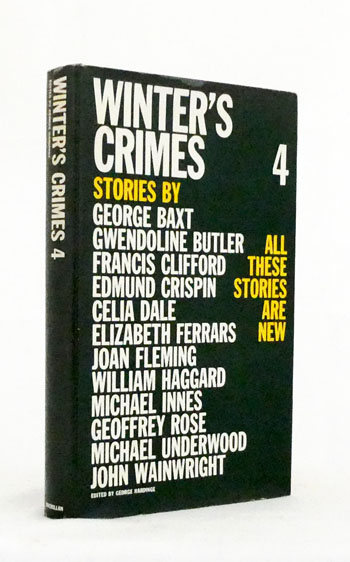 WINTER'S
CRIMES
4
STORIES BY
GEORGE BAXT
GWENDOLINE BUTLER
FRANCIS CLIFFORD
EDMUND CRISPIN
CELIA DALE
ELIZABETH FERRARS
JOAN FLEMING
WILLIAM HAGGARD
MICHAEL INNES
GEOFFREY ROSE
MICHAEL UNDERWOOD
JOHN WAINWRIGHT
ALL
THESE
STORIES
ARE
NEW
EDITED BY GEORGE HARDINGE
WINTER'S CRIMES 4
MACMILLAN